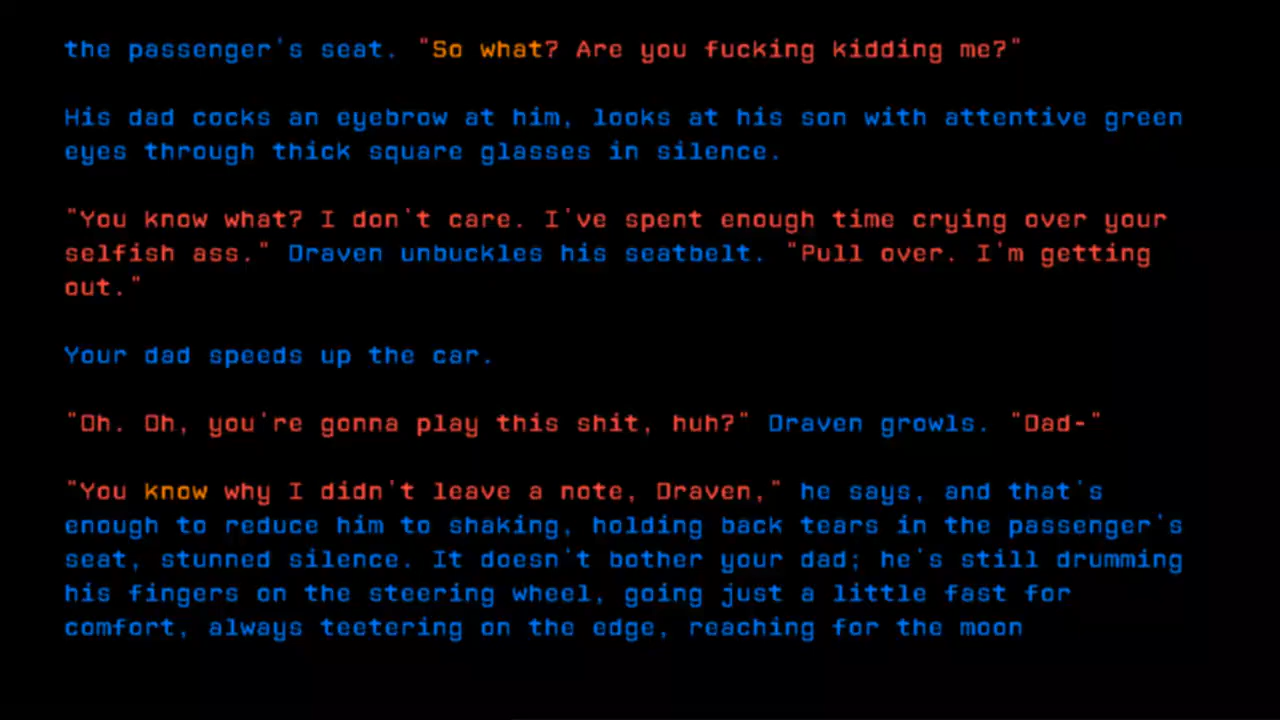 the passenger's seat. "So what? Are you fucking kidding me?"
His dad cocks an eyebrow at him, looks at his son with attentive green
eyes through thick square glasses in silence.
"You know what? I don't care. I've spent enough time crying over your
selfish ass." Draven unbuckles his seatbelt. "Pull over. I'm getting
out."
Your dad speeds up the car.
"Oh. Oh, you're gonna play this shit, huh?" Draven growls. "Dad-"
"You know why I didn't leave a note, Draven," he says, and that's
enough to reduce him to shaking, holding back tears in the passenger's
seat, stunned silence. It doesn't bother your dad; he's still drumming
his fingers on the steering wheel, going just a little fast for
comfort, always teetering on the edge, reaching for the moon